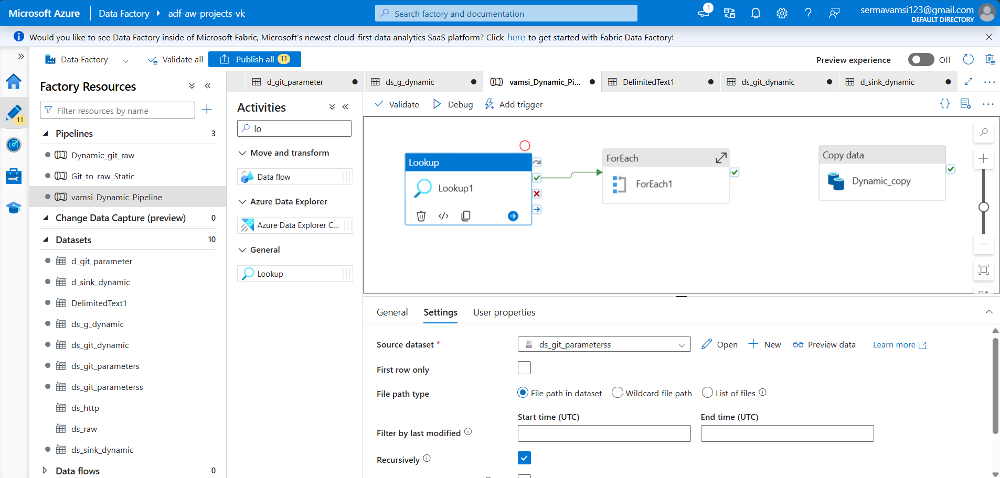 Microsoft Azure
Data Factory
adf-aw-projects-vk
Search factory and documentation
1
sermavamsi123@gmail.com
DEFAULT DIRECTORY
Would you like to see Data Factory inside of Microsoft Fabric, Microsoft's newest cloud-first data analytics SaaS platform? Click here to get started with Fabric Data Factory!
Data Factory
Validate all
Publish all 11
Preview experience
Off
11
Factory Resources
Filter resources by name
Pipelines 3
Dynamic_git_raw
Git_to_raw_Static
vamsi_Dynamic_Pipeline
Change Data Capture (preview) 0
Datasets 10
d_git_parameter
d_sink_dynamic
DelimitedText1
ds_g_dynamic
ds_git_dynamic
ds_git_parameters
ds_git_parameterss
ds_http
ds_raw
ds_sink_dynamic
Data flows 0
d_git_parameter
ds_g_dynamic
vamsi_Dynamic_Pi...
DelimitedText1
ds_git_dynamic
d_sink_dynamic
Activities
lo
Move and transform
Data flow
Azure Data Explorer
Azure Data Explorer C...
General
Lookup
Validate
Debug
Add trigger
Lookup
Lookup1
ForEach
ForEach1
Copy data
Dynamic_copy
General
Settings
User properties
Source dataset *
ds_git_parameterss
Open
New
Preview data
Learn more
First row only
File path type
File path in dataset
Wildcard file path
List of files
Start time (UTC)
End time (UTC)
Filter by last modified
Recursively